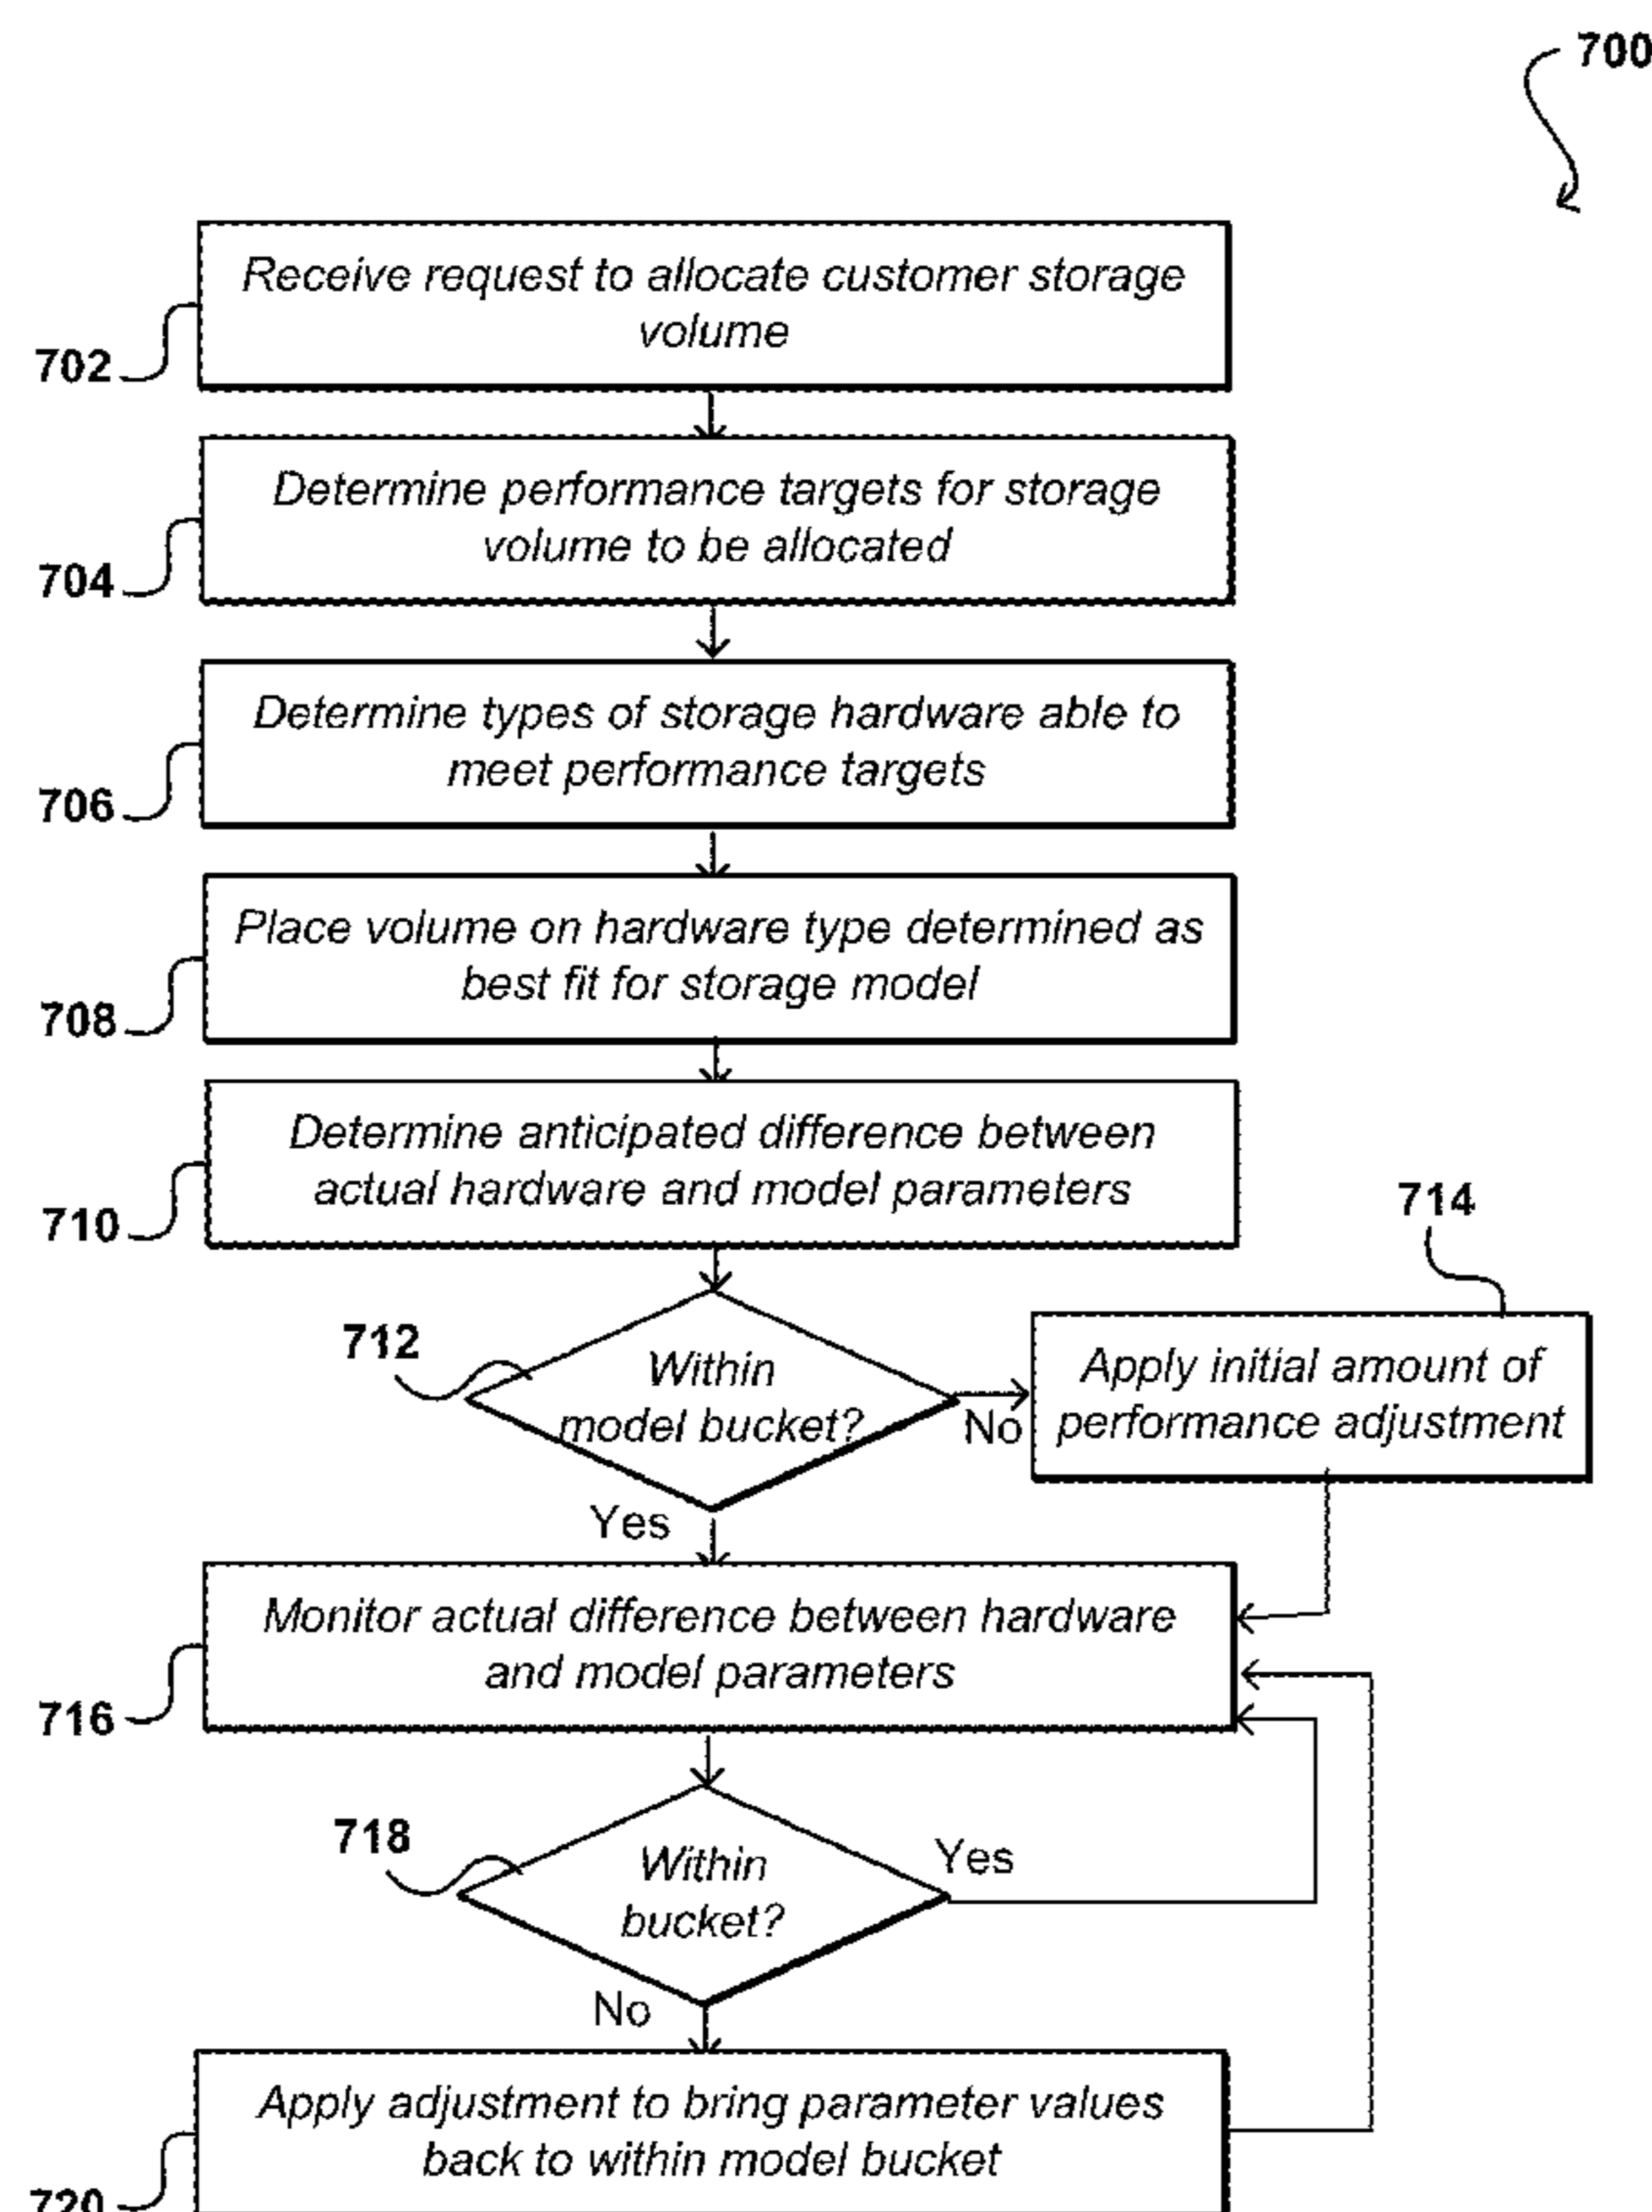 700
Receive request to allocate customer storage
volume
702
Determine performance targets for storage
volume to be allocated
704
Determine types of storage hardware able to
meet performance targets
706
Place volume on hardware type determined as
best fit for storage model
708
Determine anticipated difference between
actual hardware and model parameters
710
714
712
Within
model bucket?
No
Apply initial amount of
performance adjustment
Yes
Monitor actual difference between hardware
and model parameters
716
718
Within
bucket?
Yes
No
Apply adjustment to bring parameter values
back to within model bucket
720